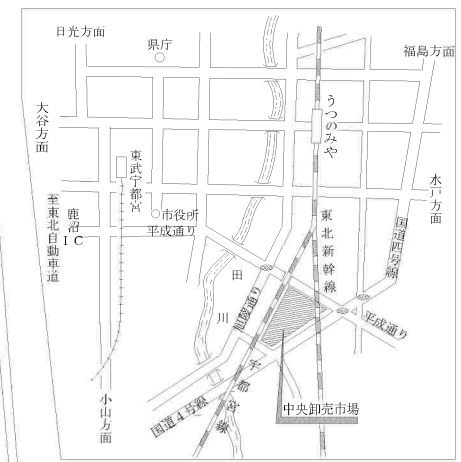 日光方面
県庁
福島方面
大谷方面
うつのみや
東武宇都宮
水戸方面
至東北自動車道
鹿沼
IC
市役所
平成通り
東北新幹線
国道四号線
田川
旭陵通り
平成通り
宇都宮線
国道4号線
小山方面
中央卸売市場